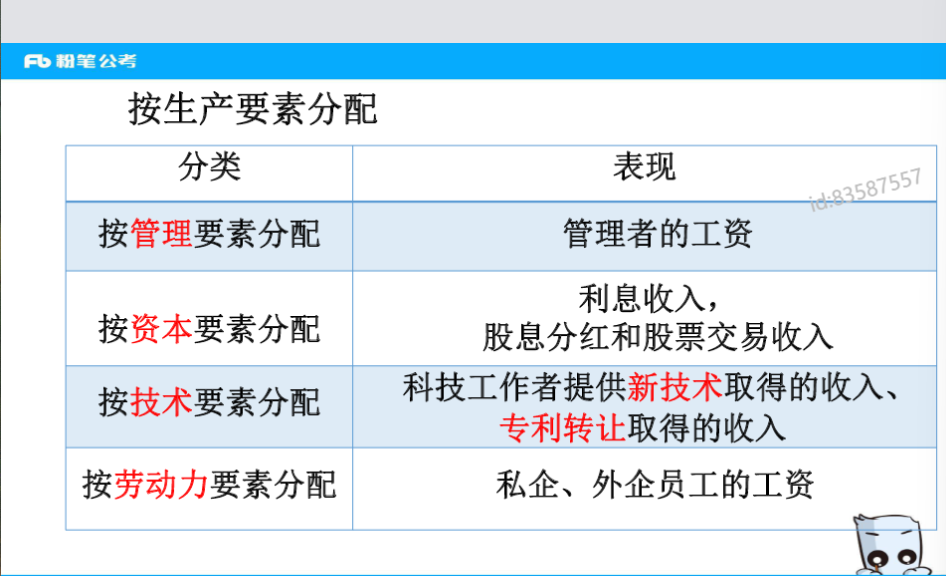 粉笔公考
按生产要素分配
分类
表现
id:83587557
按管理要素分配
管理者的工资
按资本要素分配
利息收入，
股息分红和股票交易收入
按技术要素分配
科技工作者提供新技术取得的收入、
专利转让取得的收入
按劳动力要素分配
私企、外企员工的工资